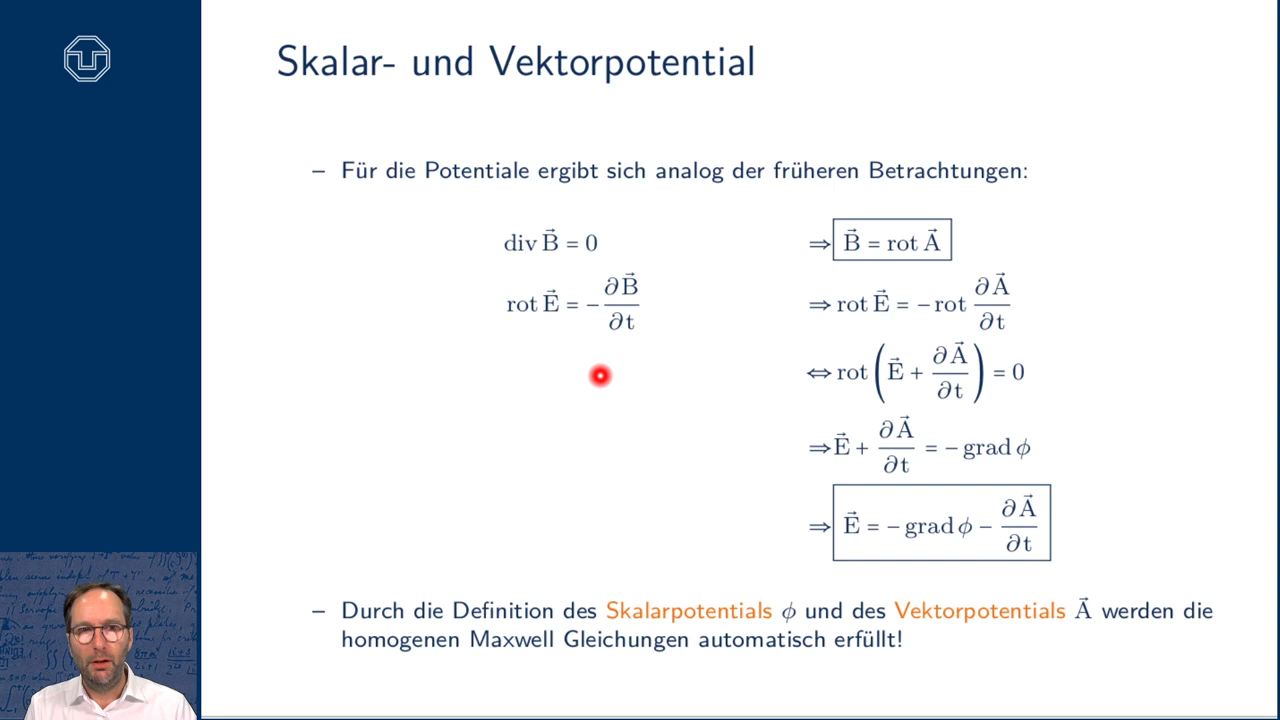 Skalar- und Vektorpotential
– Für die Potentiale ergibt sich analog der früheren Betrachtungen:
div B⃗ = 0 ⇒ B⃗ = rot A⃗
rot E⃗ = − ∂B⃗/∂t ⇒ rot E⃗ = − rot ∂A⃗/∂t
⇔ rot (E⃗ + ∂A⃗/∂t) = 0
⇒ E⃗ + ∂A⃗/∂t = − grad ϕ
⇒ E⃗ = − grad ϕ − ∂A⃗/∂t
– Durch die Definition des Skalarpotentials ϕ und des Vektorpotentials A⃗ werden die
homogenen Maxwell Gleichungen automatisch erfüllt!